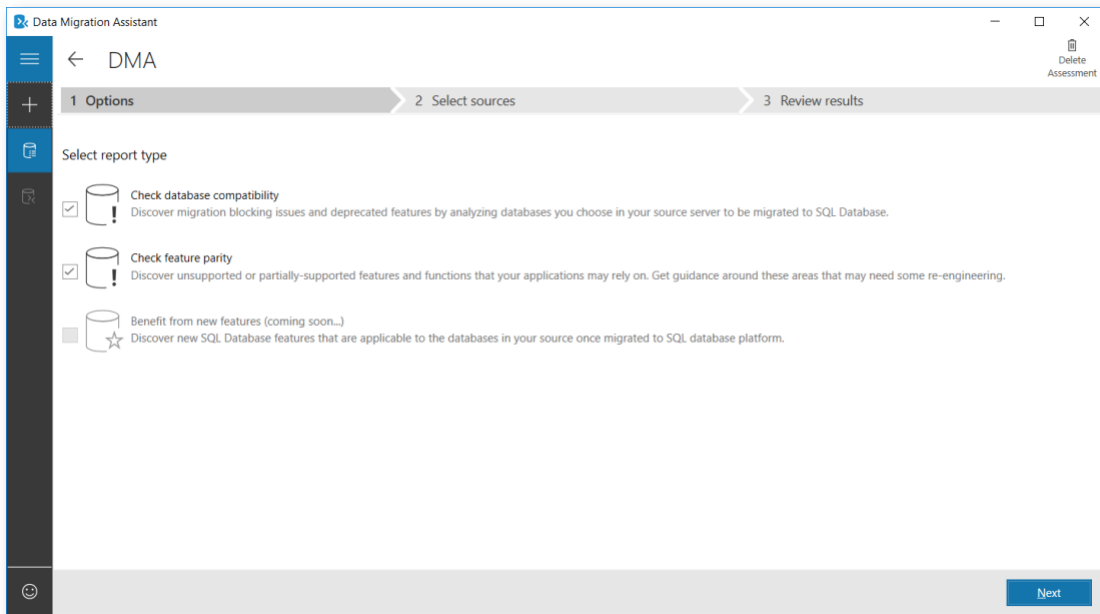 Data Migration Assistant
DMA
Delete
Assessment
1 Options
2 Select sources
3 Review results
Select report type
Check database compatibility
Discover migration blocking issues and deprecated features by analyzing databases you choose in your source server to be migrated to SQL Database.
Check feature parity
Discover unsupported or partially-supported features and functions that your applications may rely on. Get guidance around these areas that may need some re-engineering.
Benefit from new features (coming soon...)
Discover new SQL Database features that are applicable to the databases in your source once migrated to SQL database platform.
Next